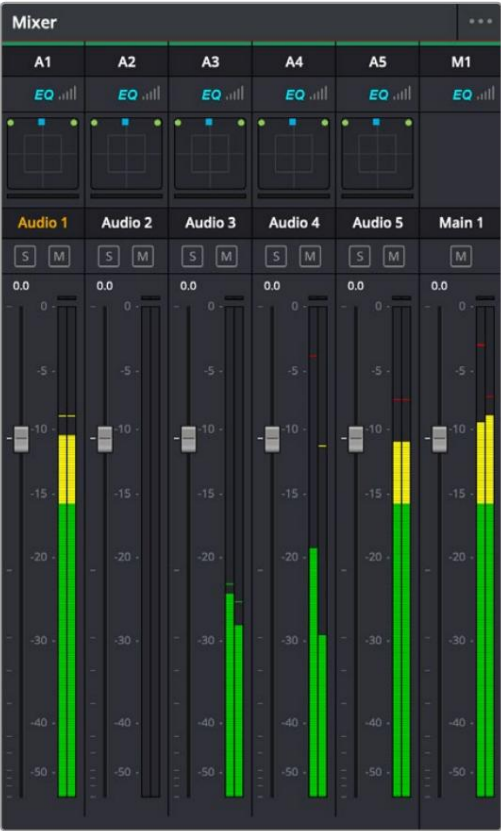 Mixer
A1 A2 A3 A4 A5 M1
EQ EQ EQ EQ EQ EQ
Audio 1 Audio 2 Audio 3 Audio 4 Audio 5 Main 1
S M S M S M S M S M M
0.0 0.0 0.0 0.0 0.0 0.0
0 0 0 0 0 0
-5 -5 -5 -5 -5 -5
-10 -10 -10 -10 -10 -10
-15 -15 -15 -15 -15 -15
-20 -20 -20 -20 -20 -20
-30 -30 -30 -30 -30 -30
-40 -40 -40 -40 -40 -40
-50 -50 -50 -50 -50 -50